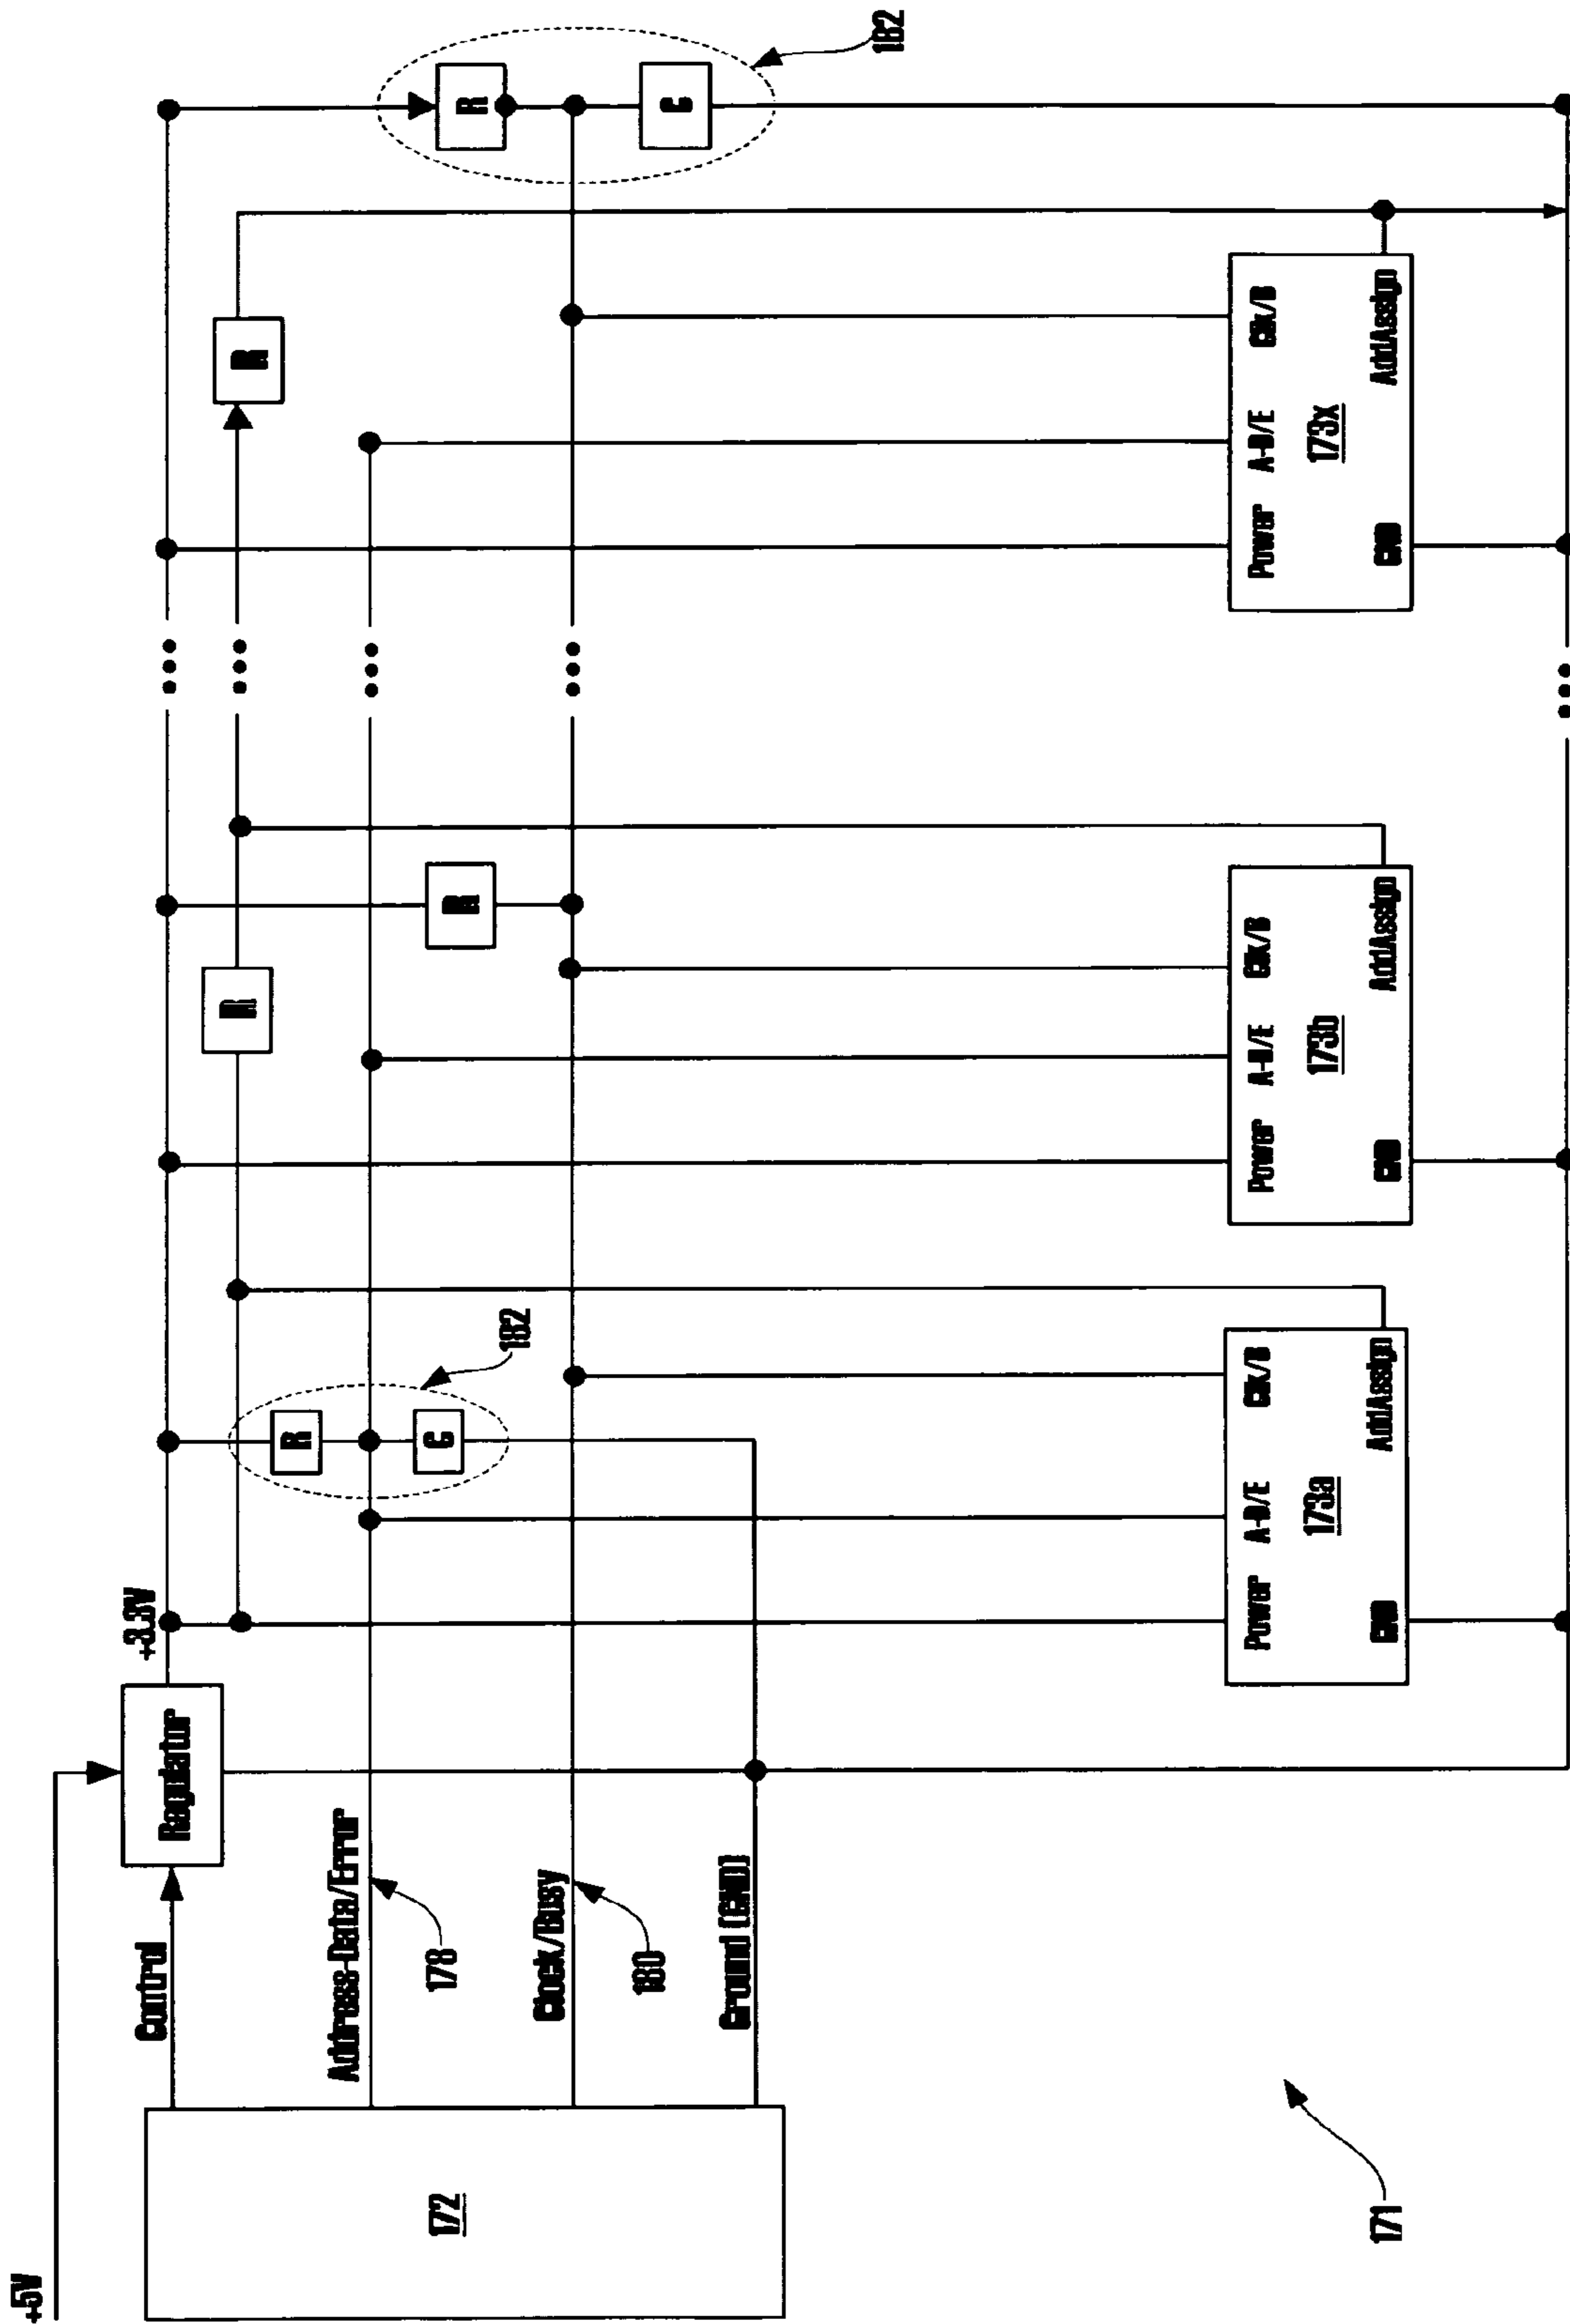 +5V
Control
Regulator
+3.3V
R
R
R
R
R
C
182
R
C
182
Address-Data/Error
178
Clock/Busy
180
Ground (GND)
172
Power A-D/E Clk/B
173a
GND AddAssign
Power A-D/E Clk/B
173b
GND AddAssign
Power A-D/E Clk/B
173x
GND AddAssign
171